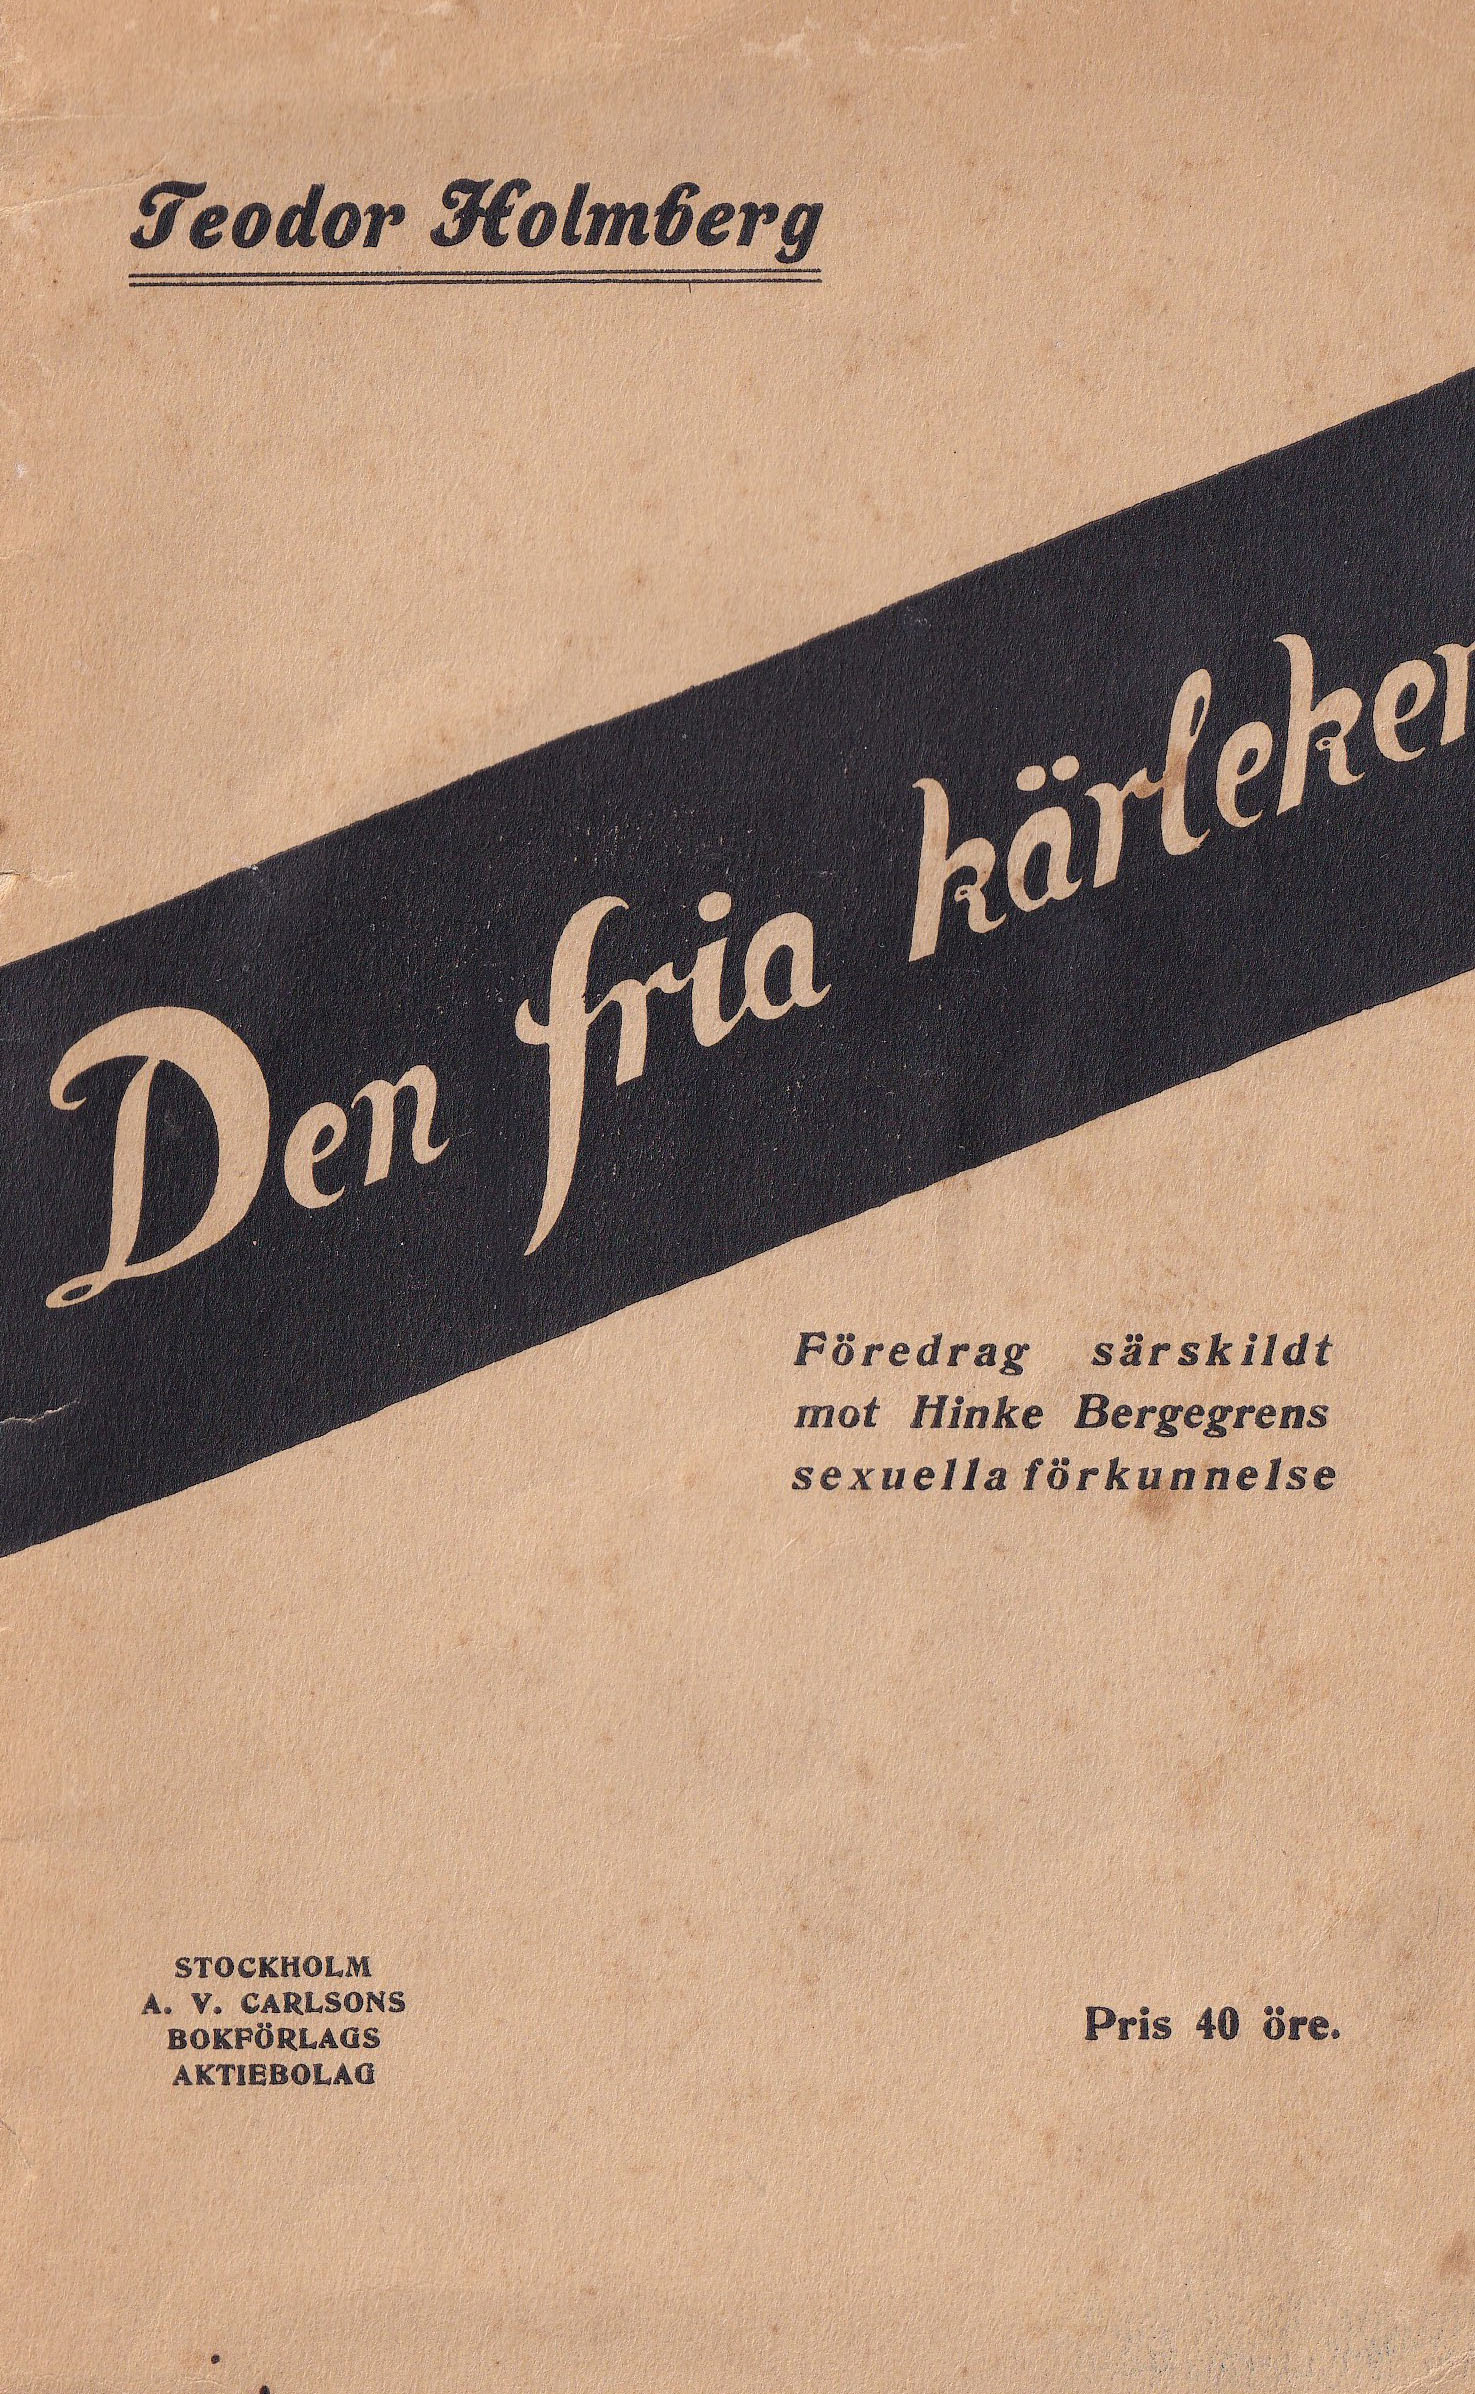 Teodor Holmberg
Den fria kärleken
Föredrag särskildt
mot Hinke Bergegrens
sexuella förkunnelse
STOCKHOLM
A. V. CARLSONS
BOKFÖRLAGS
AKTIEBOLAG
Pris 40 öre.